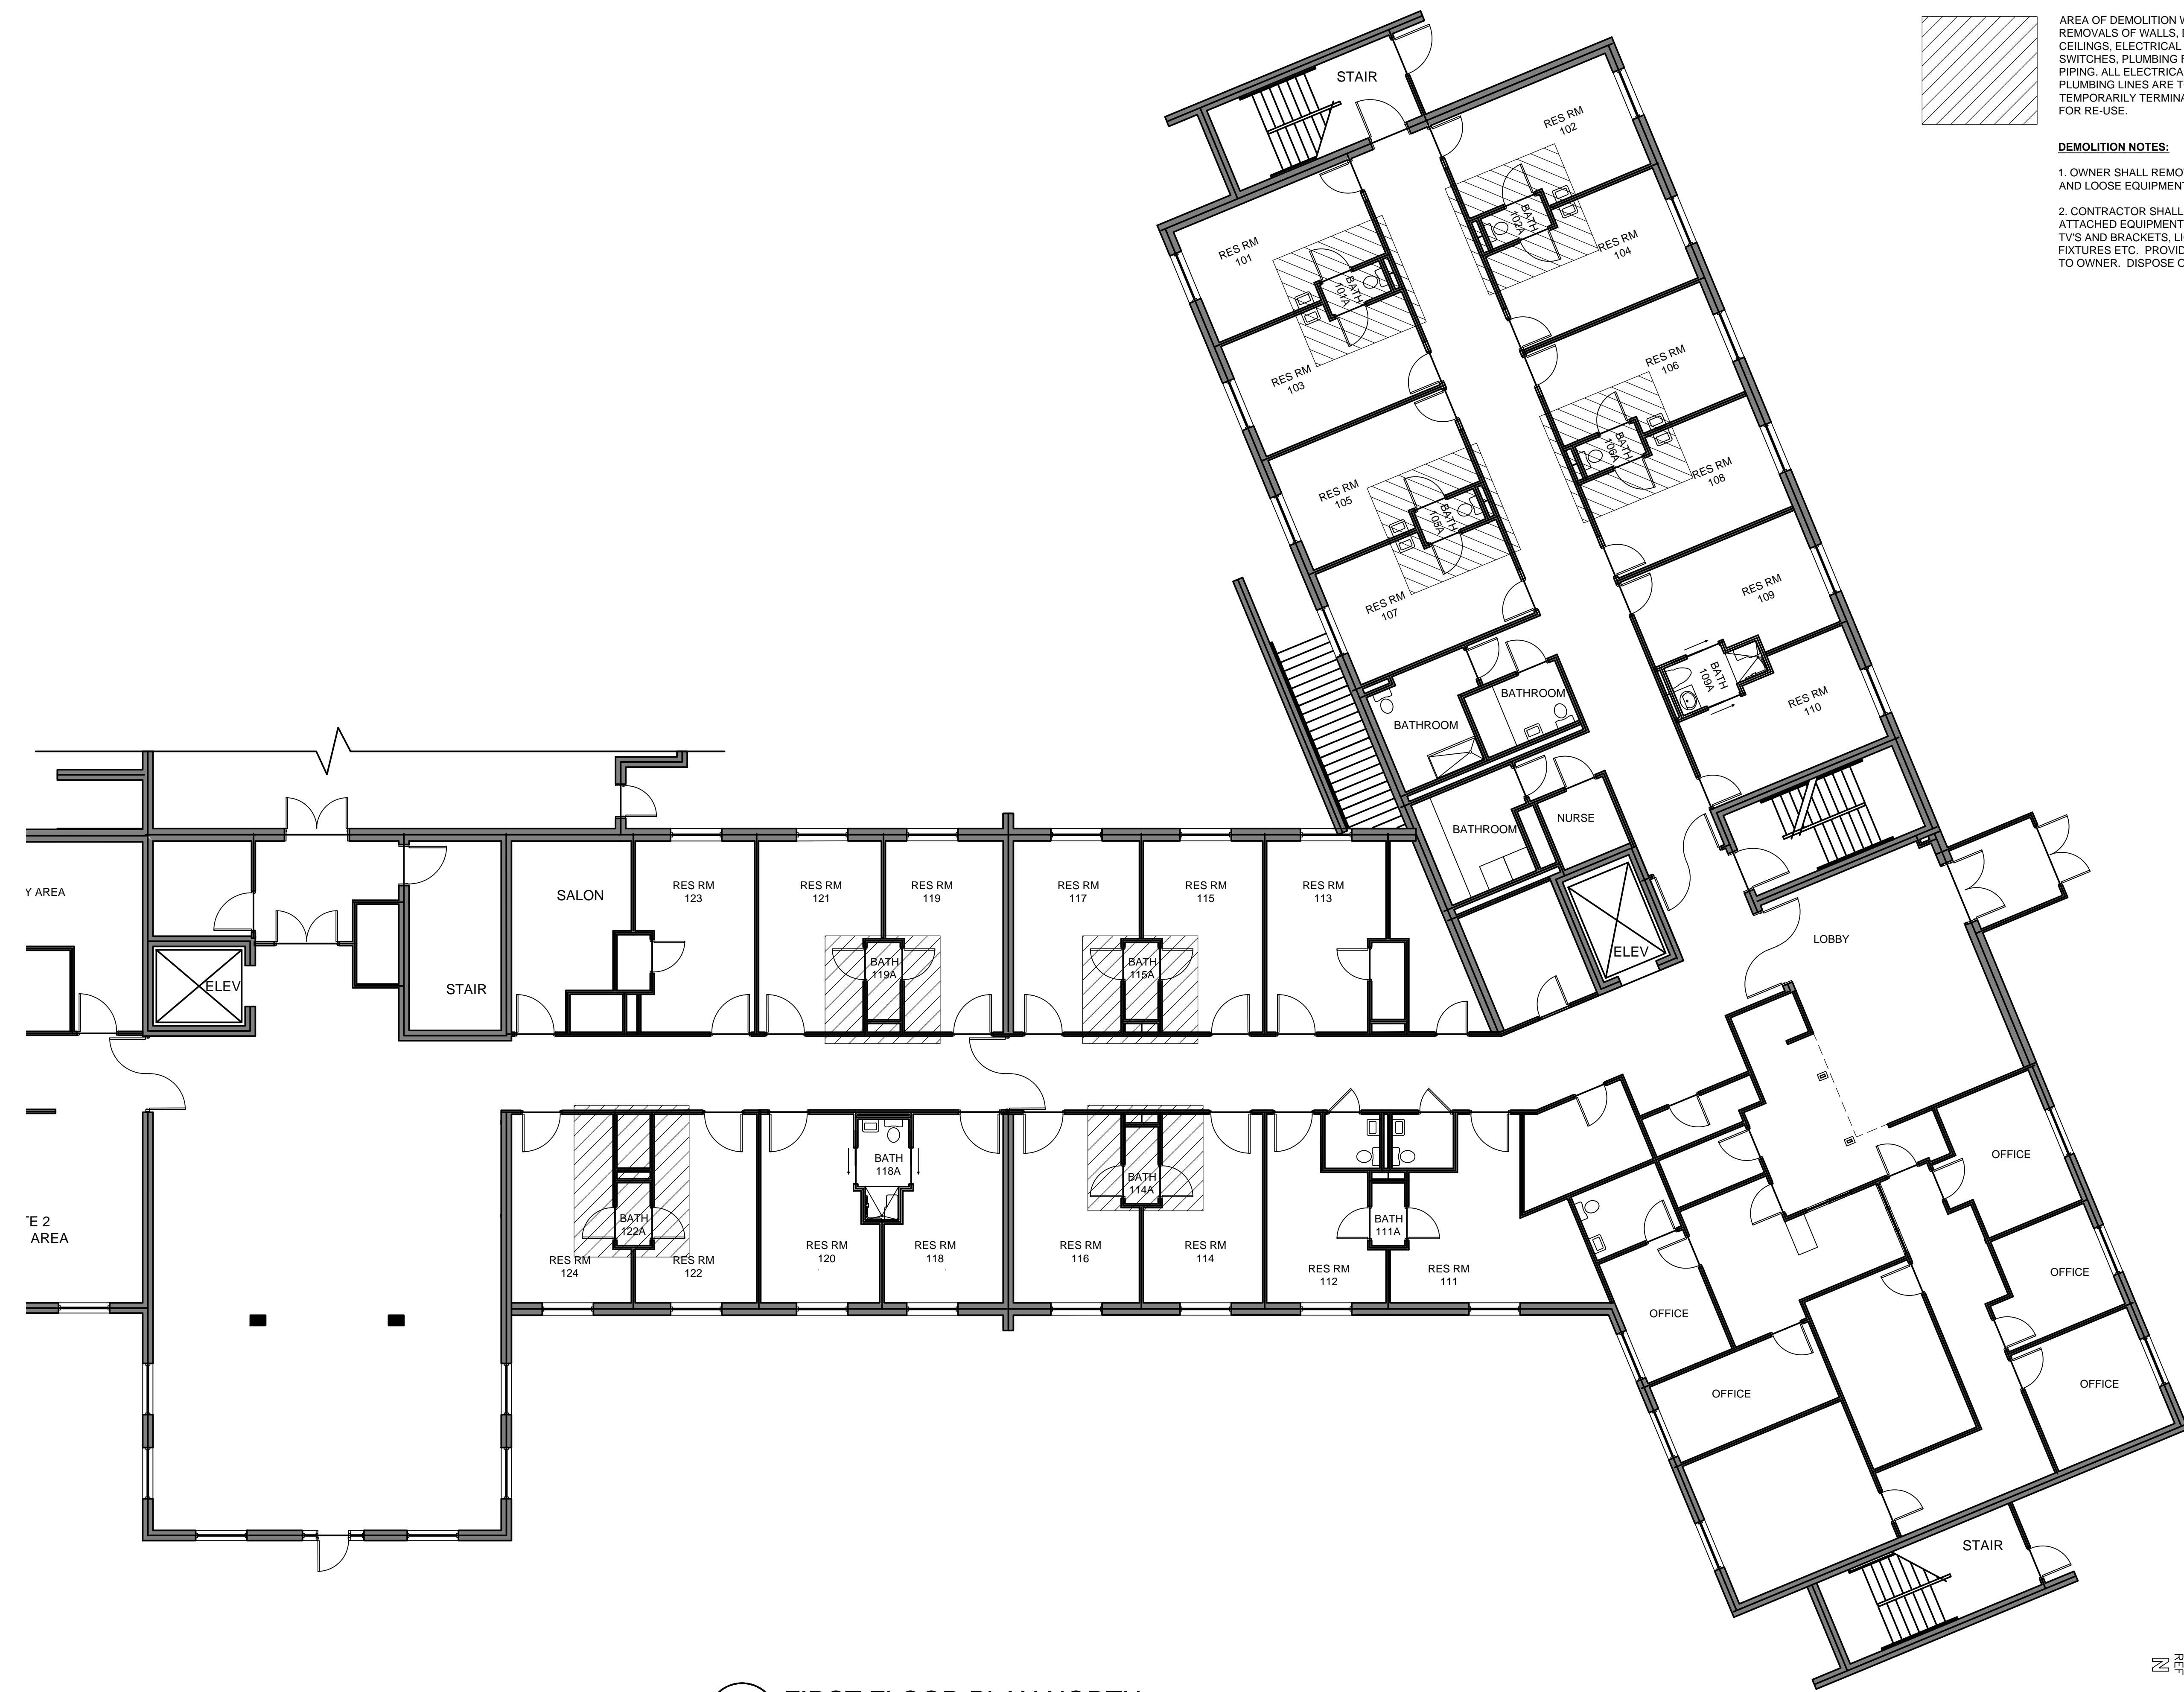 AREA OF DEMOLITION
REMOVALS OF WALLS,
CEILINGS, ELECTRICAL
SWITCHES, PLUMBING
PIPING. ALL ELECTRICA
PLUMBING LINES ARE T
TEMPORARILY TERMINA
FOR RE-USE.
DEMOLITION NOTES:
1. OWNER SHALL REMO
AND LOOSE EQUIPMEN
2. CONTRACTOR SHALL
ATTACHED EQUIPMENT
TV'S AND BRACKETS, LI
FIXTURES ETC. PROVID
TO OWNER. DISPOSE O
STAIR
RES RM
102
BATH
102A
RES RM
104
RES RM
101
BATH
101A
RES RM
103
RES RM
106
BATH
106A
RES RM
108
RES RM
105
BATH
105A
RES RM
107
RES RM
109
BATH
109A
RES RM
110
BATHROOM
BATHROOM
BATHROOM
NURSE
ELEV
LOBBY
Y AREA
ELEV
STAIR
SALON
RES RM
123
RES RM
121
RES RM
119
BATH
119A
RES RM
117
RES RM
115
BATH
115A
RES RM
113
E 2
AREA
RES RM
124
BATH
122A
RES RM
122
RES RM
120
BATH
118A
RES RM
118
RES RM
116
BATH
114A
RES RM
114
RES RM
112
BATH
111A
RES RM
111
OFFICE
OFFICE
OFFICE
OFFICE
OFFICE
STAIR
FIRST FLOOR PLAN NORTH
REF
N